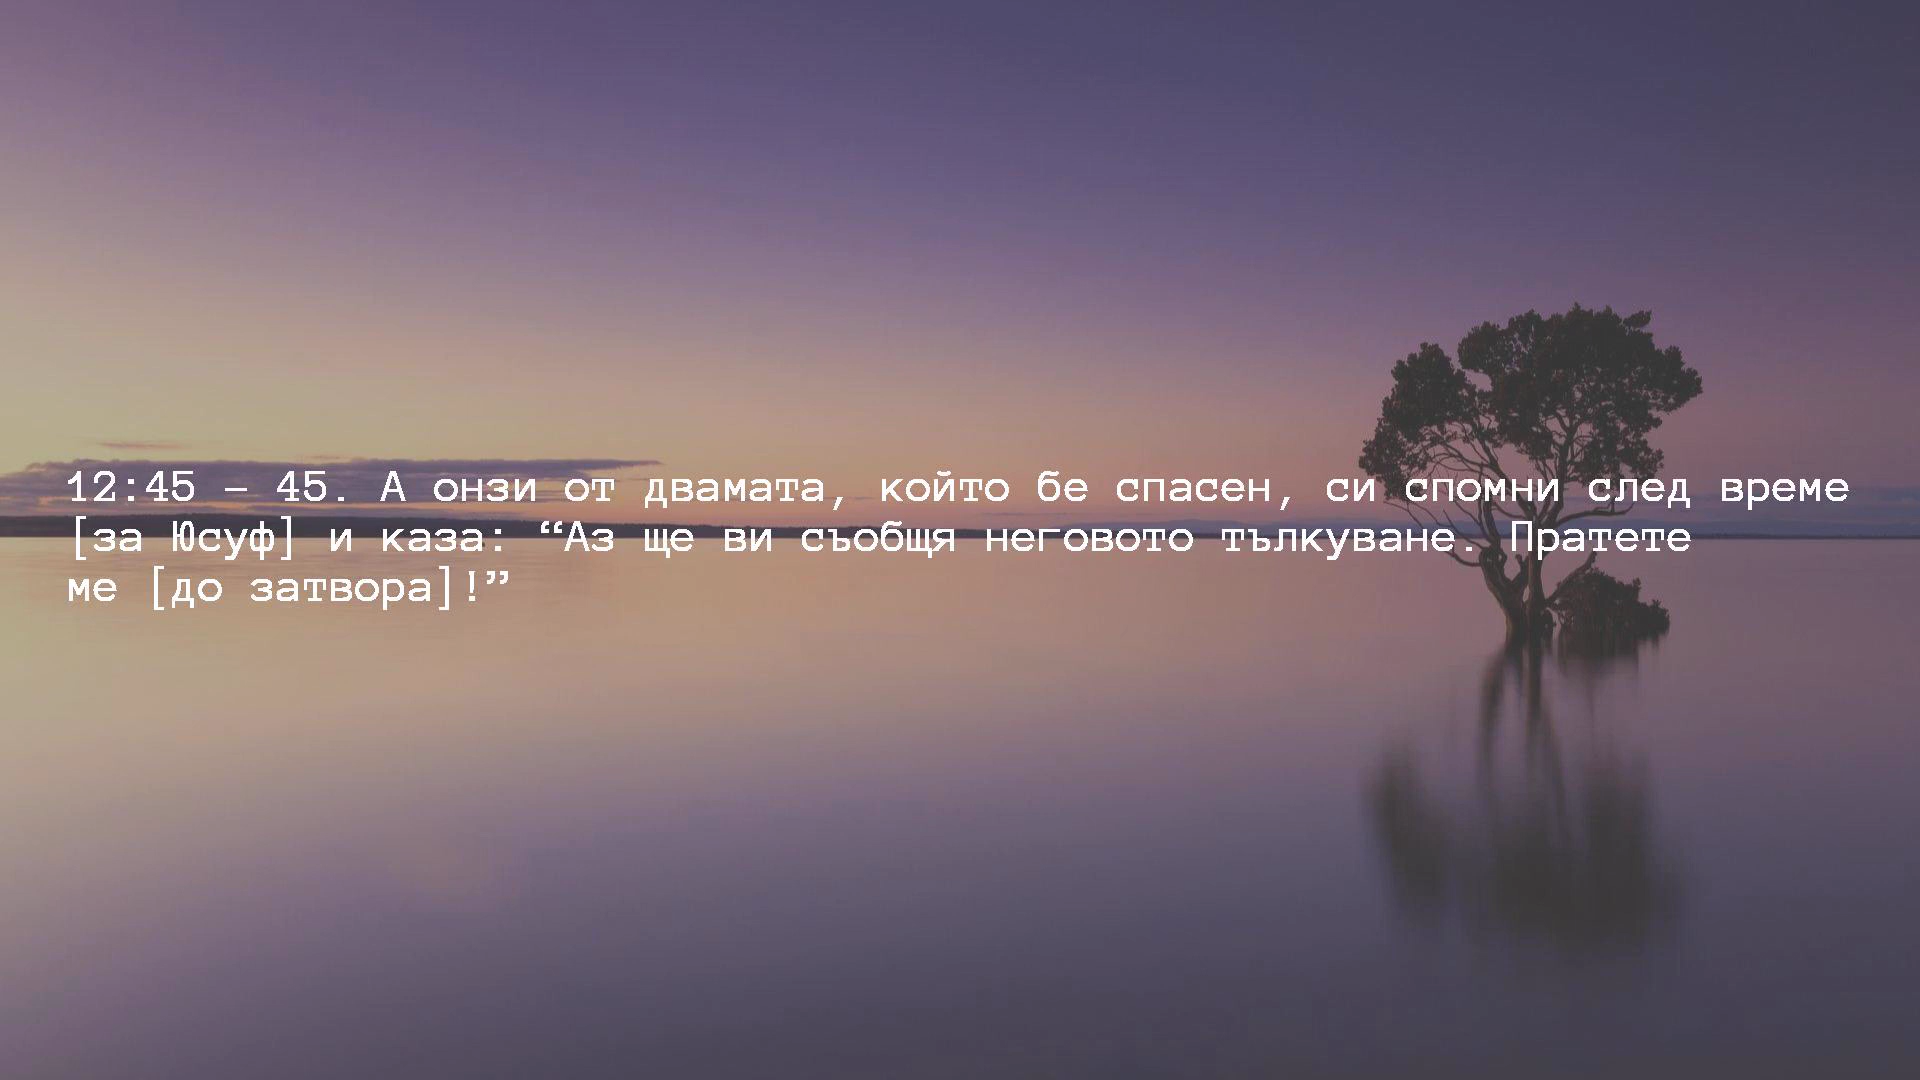 12:45 – 45. А онзи от двамата, който бе спасен, си спомни след време
[за Юсуф] и каза: “Аз ще ви съобщя неговото тълкуване. Пратете
ме [до затвора]!”